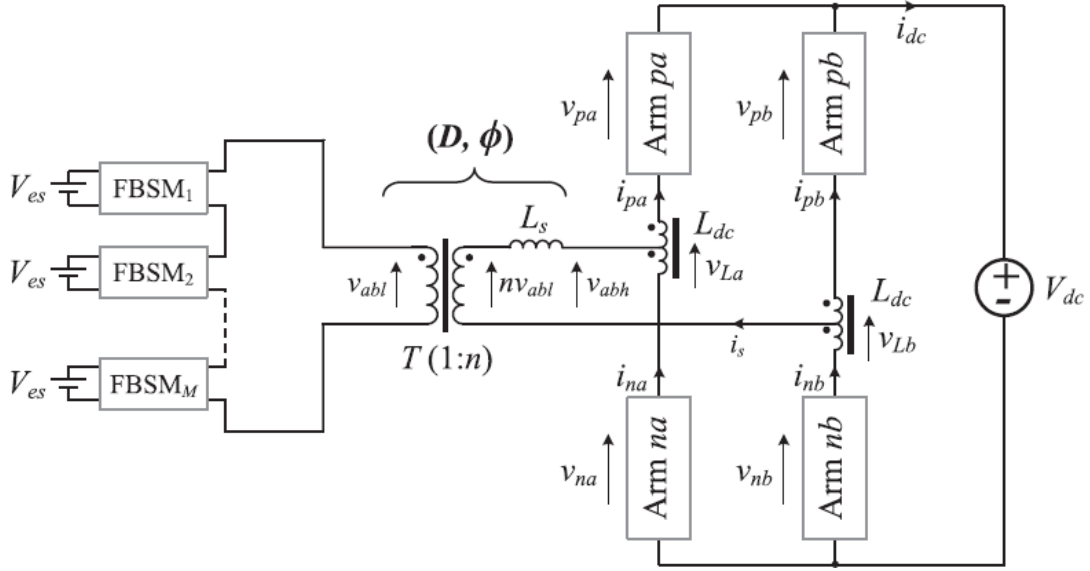 i_dc
v_pa
Arm pa
v_pb
Arm pb
(D, ϕ)
V_es
FBSM_1
i_pa
i_pb
L_s
L_dc
V_es
FBSM_2
v_abl
nv_abl
v_abh
v_La
L_dc
V_dc
T (1:n)
i_s
v_Lb
V_es
FBSM_M
i_na
i_nb
v_na
Arm na
v_nb
Arm nb